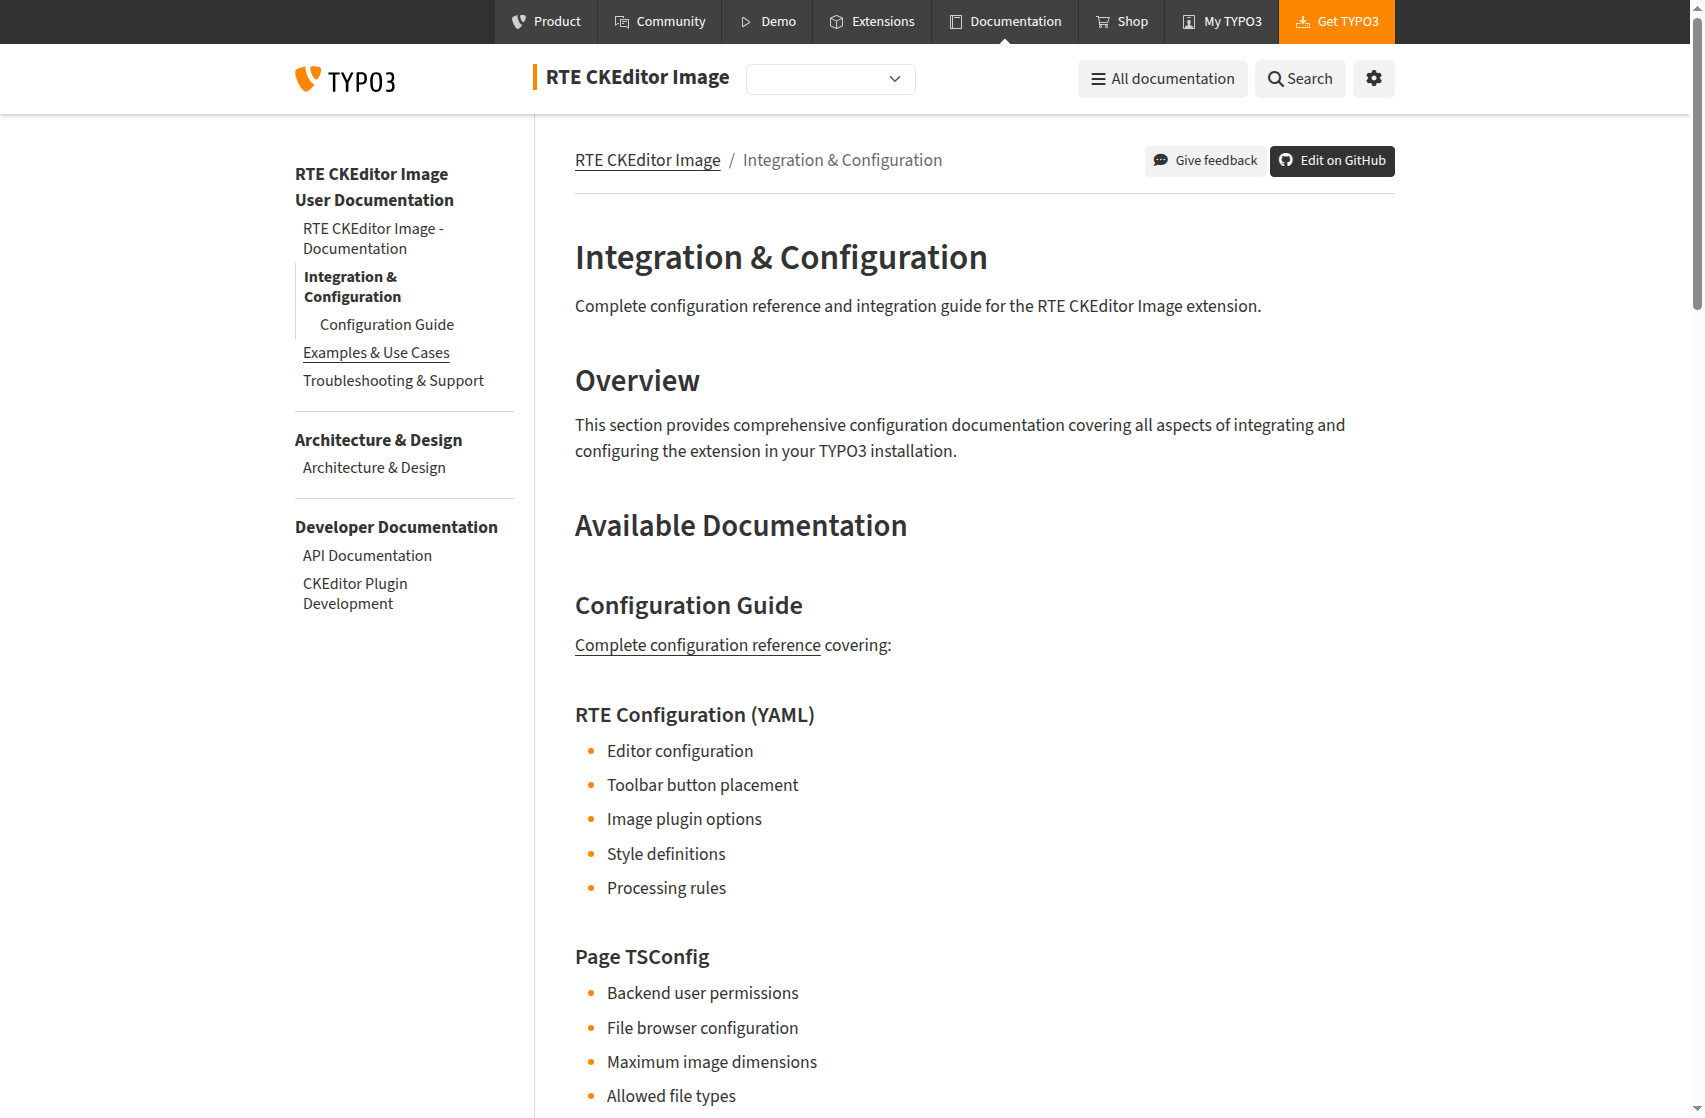 Product
Community
Demo
Extensions
Documentation
Shop
My TYPO3
Get TYPO3
TYPO3
RTE CKEditor Image
All documentation
Search
RTE CKEditor Image
User Documentation
RTE CKEditor Image -
Documentation
Integration &
Configuration
Configuration Guide
Examples & Use Cases
Troubleshooting & Support
Architecture & Design
Architecture & Design
Developer Documentation
API Documentation
CKEditor Plugin
Development
RTE CKEditor Image / Integration & Configuration
Give feedback
Edit on GitHub
Integration & Configuration
Complete configuration reference and integration guide for the RTE CKEditor Image extension.
Overview
This section provides comprehensive configuration documentation covering all aspects of integrating and
configuring the extension in your TYPO3 installation.
Available Documentation
Configuration Guide
Complete configuration reference covering:
RTE Configuration (YAML)
Editor configuration
Toolbar button placement
Image plugin options
Style definitions
Processing rules
Page TSConfig
Backend user permissions
File browser configuration
Maximum image dimensions
Allowed file types